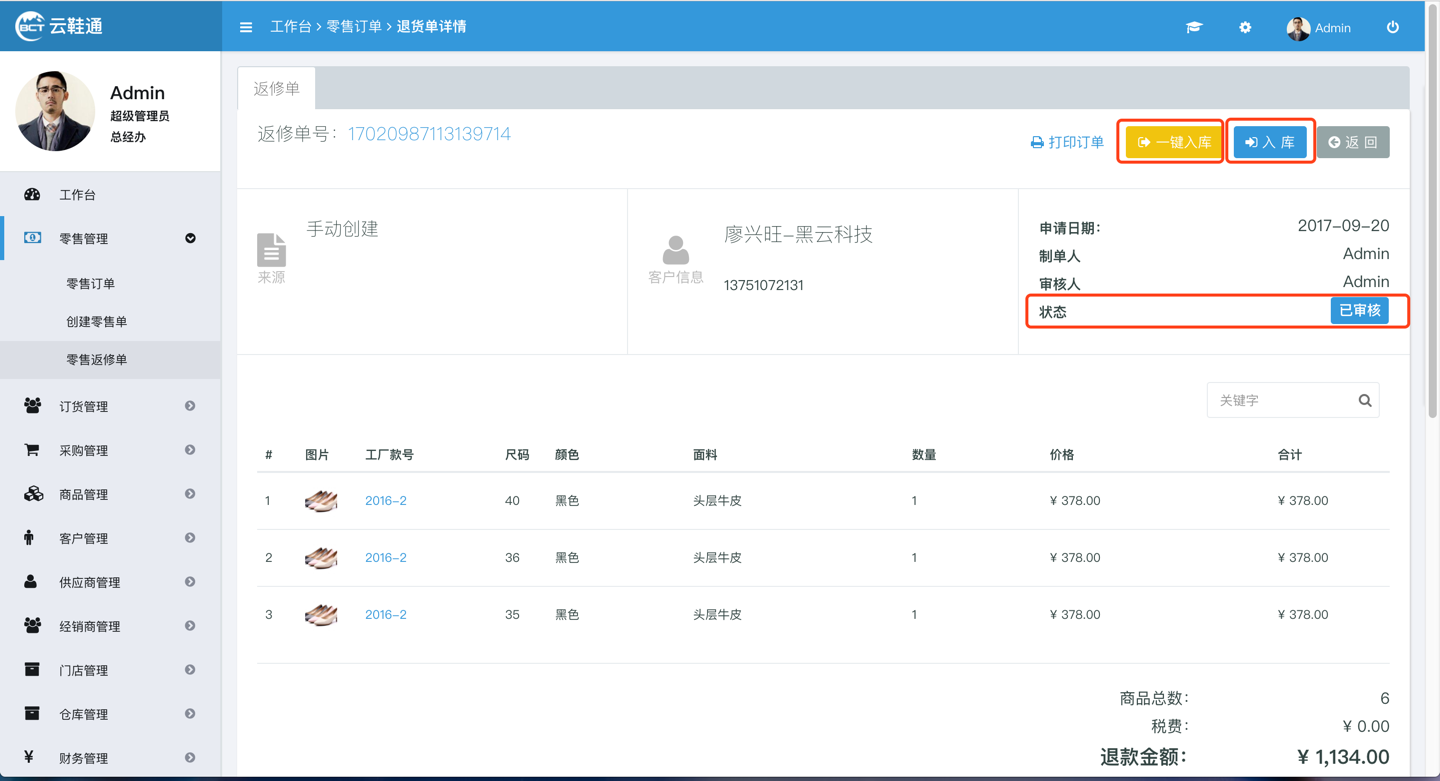 BCT 云鞋通
工作台 > 零售订单 > 退货单详情
Admin
Admin
超级管理员
总经办
工作台
零售管理
零售订单
创建零售单
零售返修单
订货管理
采购管理
商品管理
客户管理
供应商管理
经销商管理
门店管理
仓库管理
¥ 财务管理
返修单
返修单号: 17020987113139714
打印订单 一键入库 入 库 返 回
来源
手动创建
客户信息
廖兴旺-黑云科技
13751072131
申请日期: 2017-09-20
制单人 Admin
审核人 Admin
状态 已审核
关键字
# 图片 工厂款号 尺码 颜色 面料 数量 价格 合计
1 2016-2 40 黑色 头层牛皮 1 ¥ 378.00 ¥ 378.00
2 2016-2 36 黑色 头层牛皮 1 ¥ 378.00 ¥ 378.00
3 2016-2 35 黑色 头层牛皮 1 ¥ 378.00 ¥ 378.00
商品总数: 6
税费: ¥ 0.00
退款金额: ¥ 1,134.00